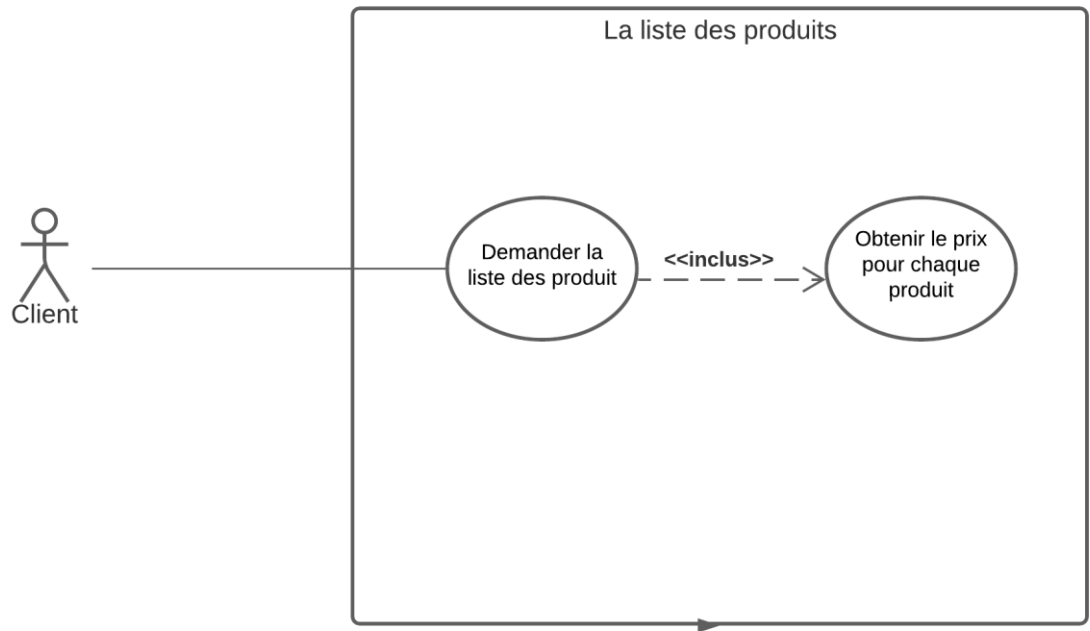 La liste des produits
Demander la
liste des produit
<<inclus>>
Obtenir le prix
pour chaque
produit
Client